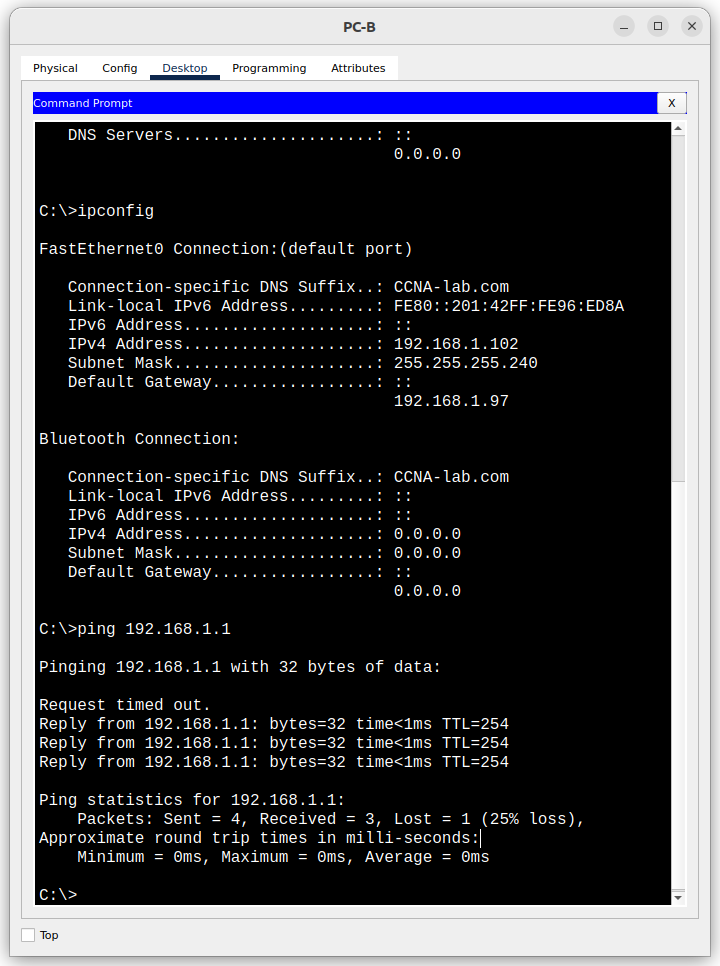 PC-B
Physical Config Desktop Programming Attributes
Command Prompt X
DNS Servers.....................: ::
0.0.0.0
C:\>ipconfig
FastEthernet0 Connection:(default port)
Connection-specific DNS Suffix..: CCNA-lab.com
Link-local IPv6 Address.........: FE80::201:42FF:FE96:ED8A
IPv6 Address....................: ::
IPv4 Address....................: 192.168.1.102
Subnet Mask.....................: 255.255.255.240
Default Gateway.................: ::
192.168.1.97
Bluetooth Connection:
Connection-specific DNS Suffix..: CCNA-lab.com
Link-local IPv6 Address.........: ::
IPv6 Address....................: ::
IPv4 Address....................: 0.0.0.0
Subnet Mask.....................: 0.0.0.0
Default Gateway.................: ::
0.0.0.0
C:\>ping 192.168.1.1
Pinging 192.168.1.1 with 32 bytes of data:
Request timed out.
Reply from 192.168.1.1: bytes=32 time<1ms TTL=254
Reply from 192.168.1.1: bytes=32 time<1ms TTL=254
Reply from 192.168.1.1: bytes=32 time<1ms TTL=254
Ping statistics for 192.168.1.1:
Packets: Sent = 4, Received = 3, Lost = 1 (25% loss),
Approximate round trip times in milli-seconds:
Minimum = 0ms, Maximum = 0ms, Average = 0ms
C:\>
Top